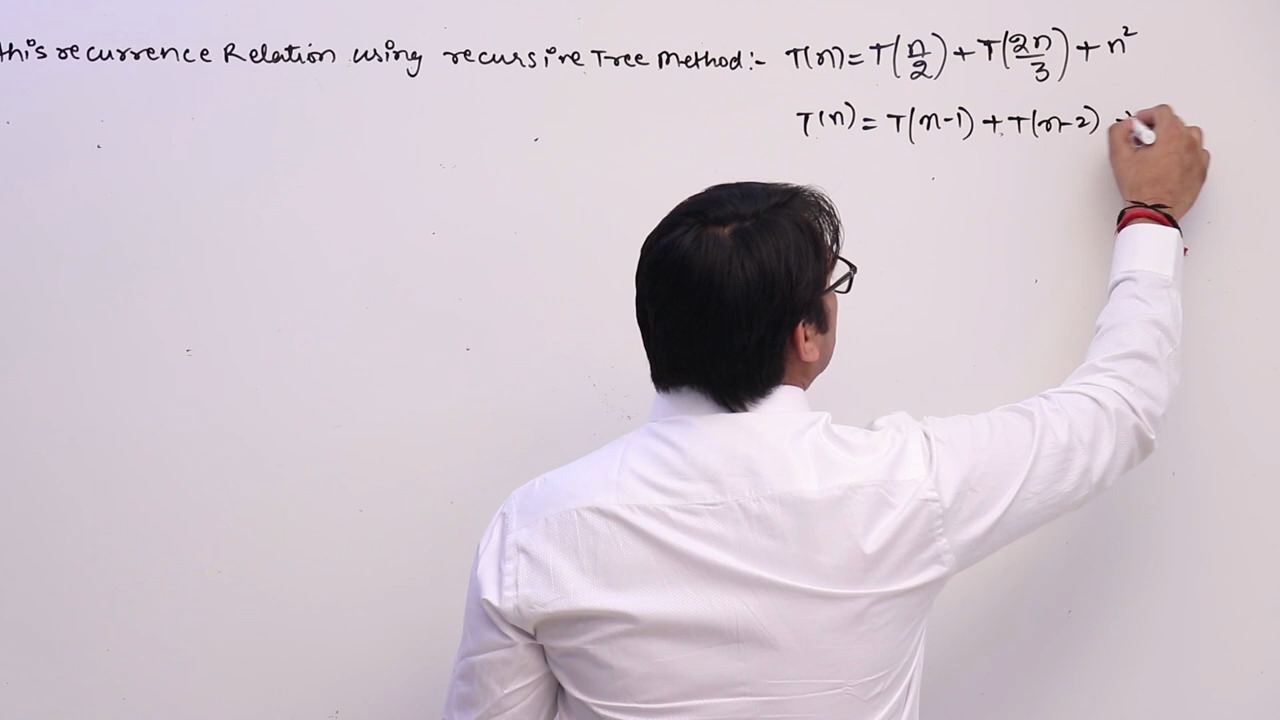 this recurrence Relation using recursive Tree Method:- T(n)=T(n/2)+T(2n/3)+n²
T(n)=T(n-1)+T(n-2)